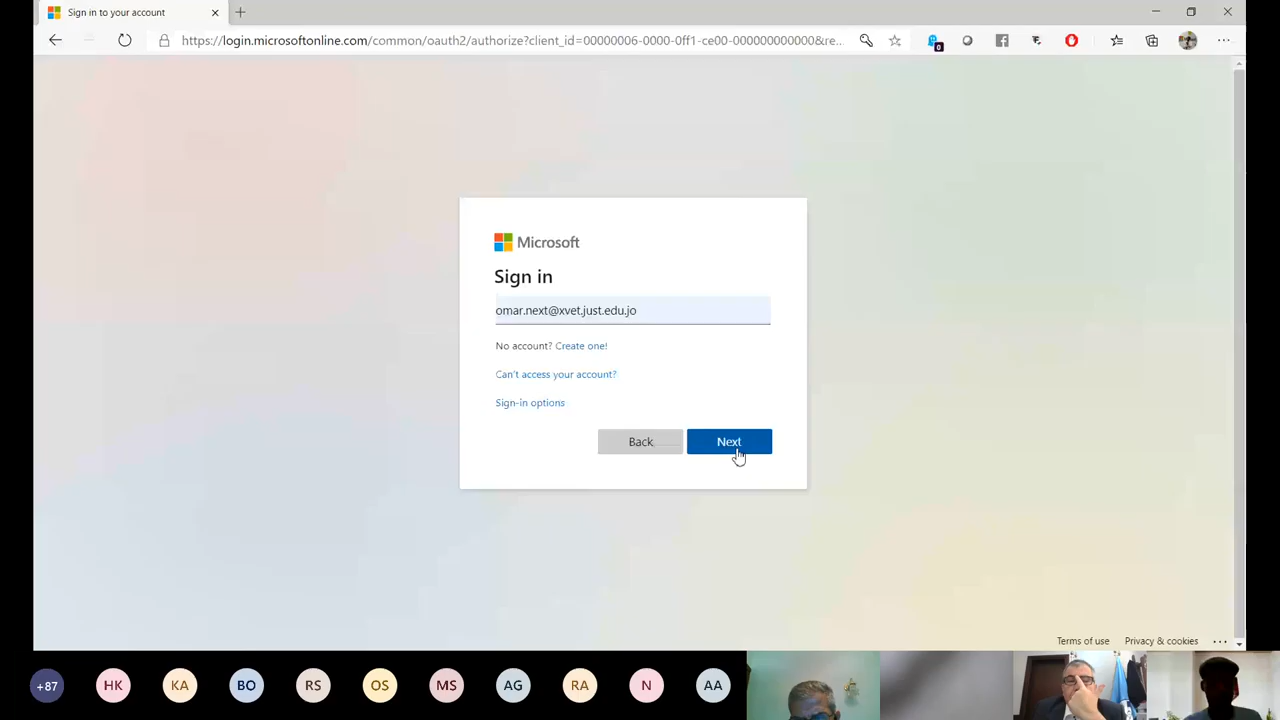 Sign in to your account
https://login.microsoftonline.com/common/oauth2/authorize?client_id=00000006-0000-0ff1-ce00-000000000000&re...
0
Microsoft
Sign in
omar.next@xvet.just.edu.jo
No account? Create one!
Can't access your account?
Sign-in options
Back
Next
Terms of use
Privacy & cookies
+87
HK
KA
BO
RS
OS
MS
AG
RA
N
AA